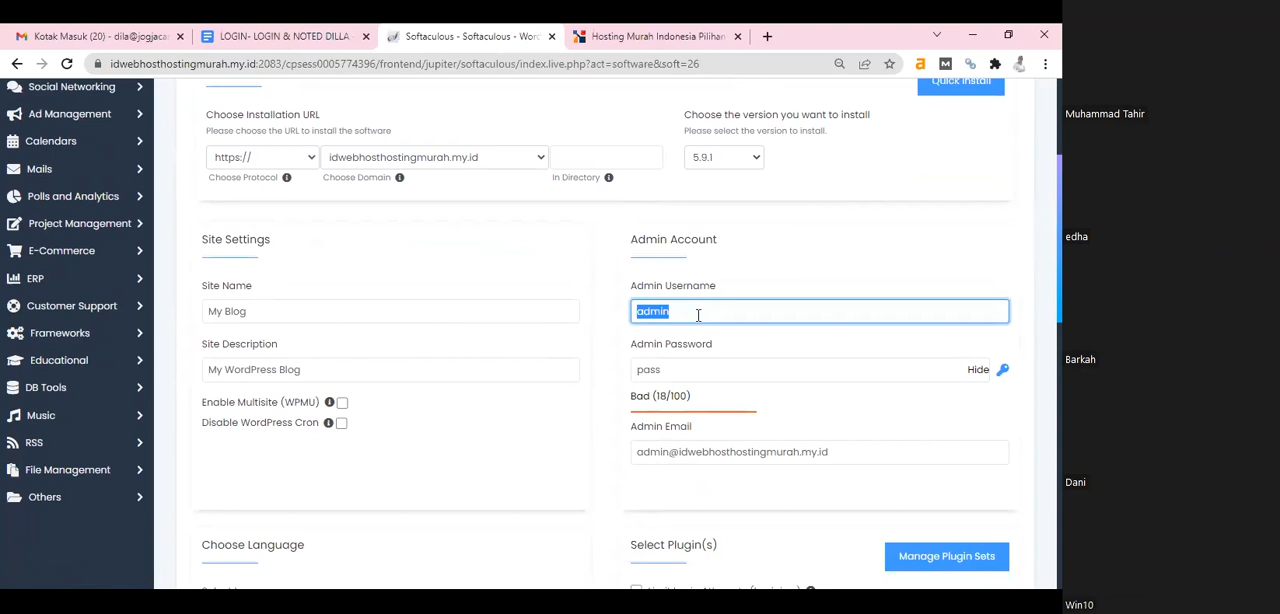 Kotak Masuk (20) - dila@jogjaca
LOGIN- LOGIN & NOTED DILLA -
Softaculous - Softaculous - Wor
Hosting Murah Indonesia Pilihan
idwebhosthostingmurah.my.id:2083/cpsess0005774396/frontend/jupiter/softaculous/index.live.php?act=software&soft=26
Social Networking
Ad Management
Calendars
Mails
Polls and Analytics
Project Management
E-Commerce
ERP
Customer Support
Frameworks
Educational
DB Tools
Music
RSS
File Management
Others
Quick Install
Choose Installation URL
Please choose the URL to install the software
https://
idwebhosthostingmurah.my.id
Choose Protocol
Choose Domain
In Directory
Choose the version you want to install
Please select the version to install.
5.9.1
Site Settings
Site Name
My Blog
Site Description
My WordPress Blog
Enable Multisite (WPMU)
Disable WordPress Cron
Admin Account
Admin Username
admin
Admin Password
pass
Hide
Bad (18/100)
Admin Email
admin@idwebhosthostingmurah.my.id
Choose Language
Select Plugin(s)
Manage Plugin Sets
Muhammad Tahir
edha
Barkah
Dani
Win10